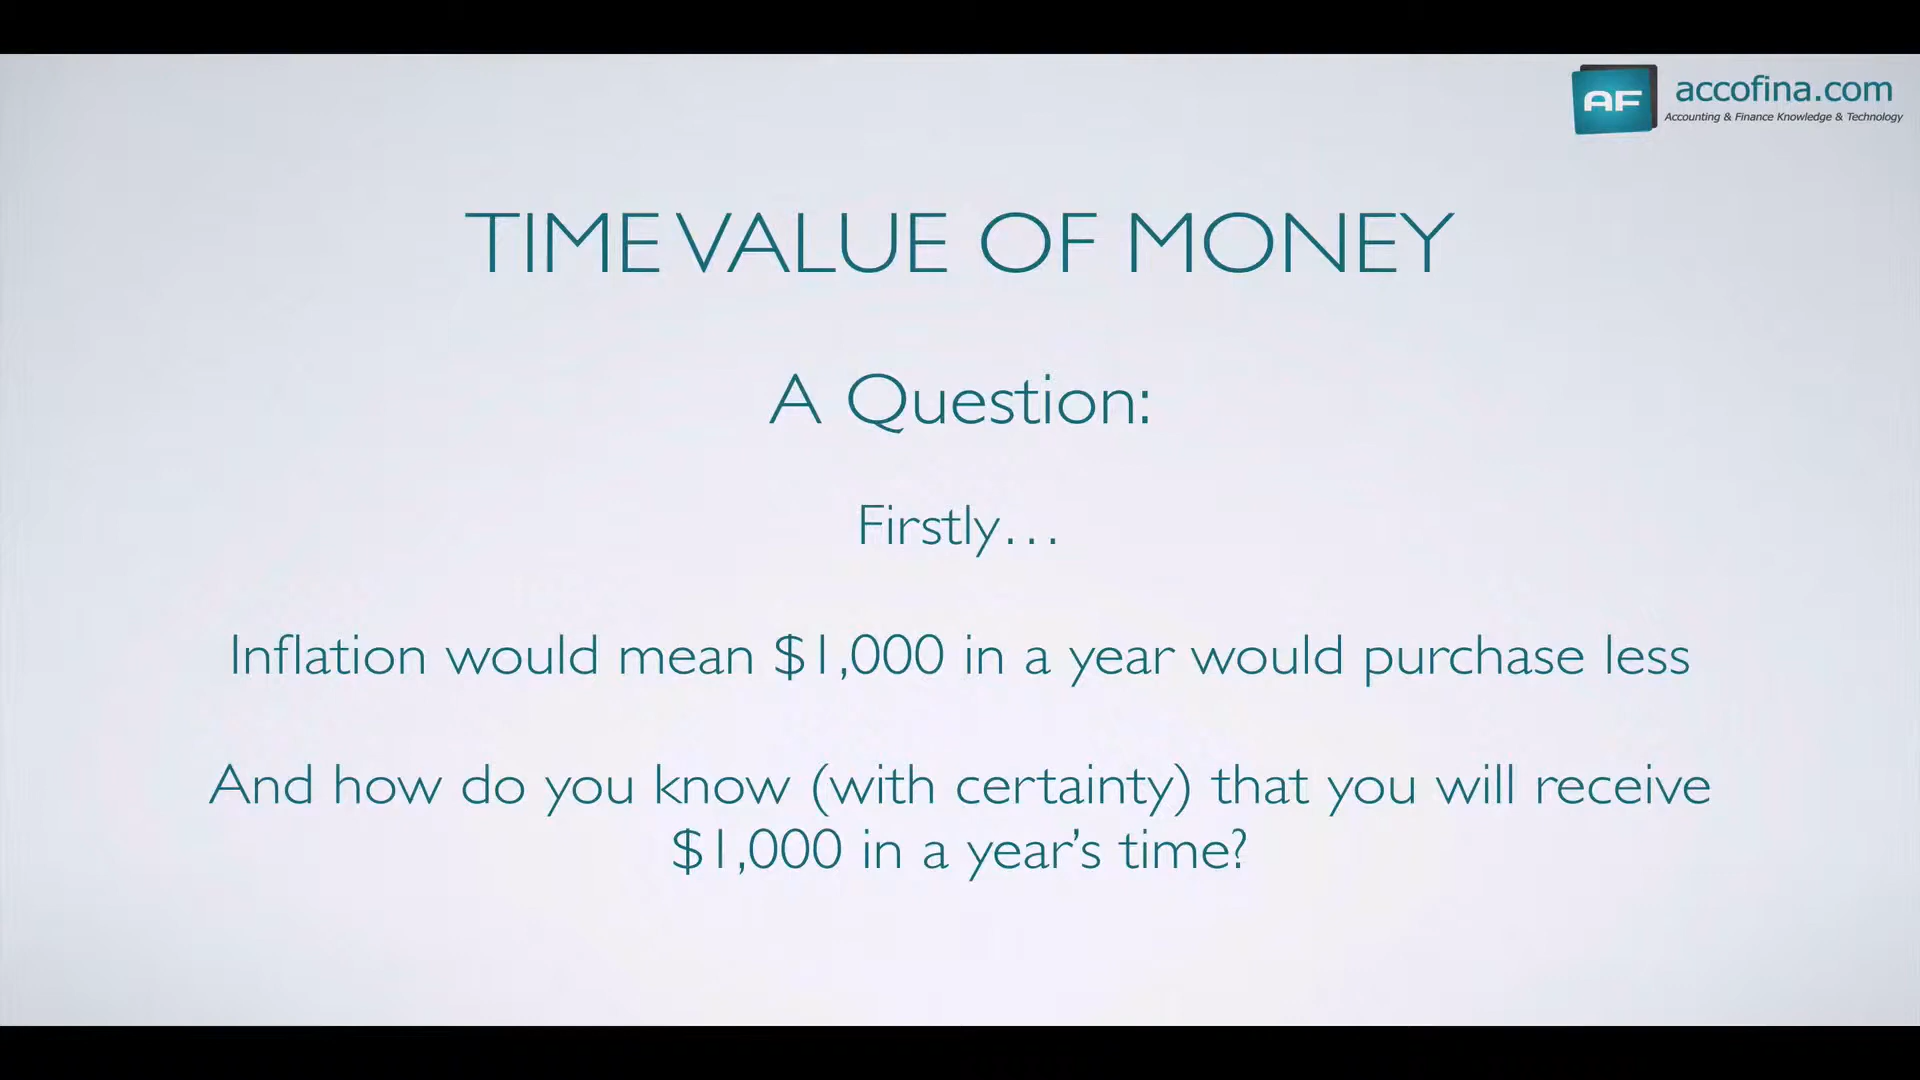 AF accofina.com
Accounting & Finance Knowledge & Technology
TIME VALUE OF MONEY
A Question:
Firstly…
Inflation would mean $1,000 in a year would purchase less
And how do you know (with certainty) that you will receive
$1,000 in a year’s time?